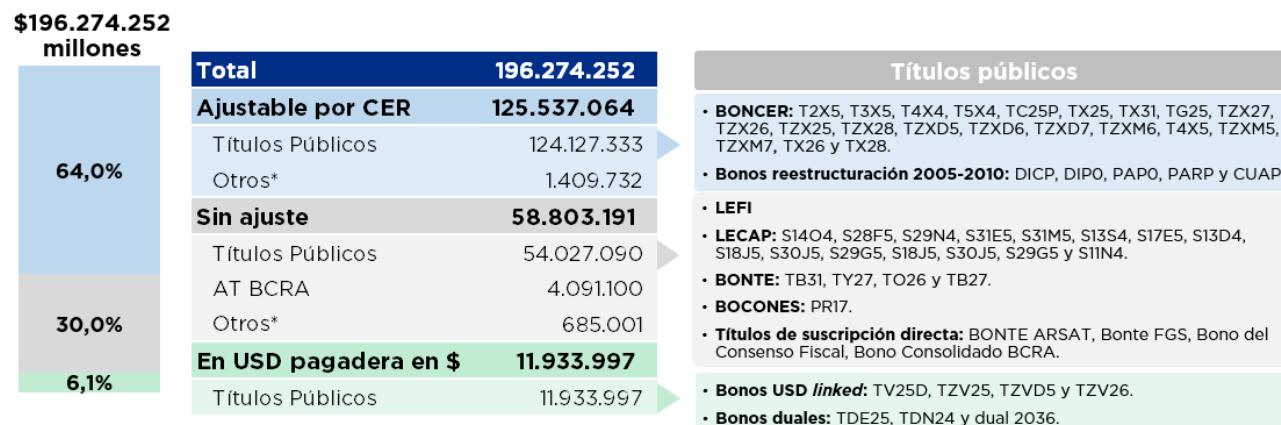 $196.274.252
millones
64,0%
30,0%
6,1%
Total 196.274.252
Ajustable por CER 125.537.064
Títulos Públicos 124.127.333
Otros* 1.409.732
Sin ajuste 58.803.191
Títulos Públicos 54.027.090
AT BCRA 4.091.100
Otros* 685.001
En USD pagadera en $ 11.933.997
Títulos Públicos 11.933.997
Títulos públicos
• BONCER: T2X5, T3X5, T4X4, T5X4, TC25P, TX25, TX31, TG25, TZX27,
TZX26, TZX25, TZX28, TZXD5, TZXD6, TZXD7, TZXM6, T4X5, TZXM5,
TZXM7, TX26 y TX28.
• Bonos reestructuración 2005-2010: DICP, DIP0, PAP0, PARP y CUAP
• LEFI
• LECAP: S14O4, S28F5, S29N4, S31E5, S31M5, S13S4, S17E5, S13D4,
S18J5, S30J5, S29G5, S18J5, S30J5, S29G5 y S11N4.
• BONTE: TB31, TY27, TO26 y TB27.
• BOCONES: PR17.
• Títulos de suscripción directa: BONTE ARSAT, Bonte FGS, Bono del
Consenso Fiscal, Bono Consolidado BCRA.
• Bonos USD linked: TV25D, TZV25, TZVD5 y TZV26.
• Bonos duales: TDE25, TDN24 y dual 2036.